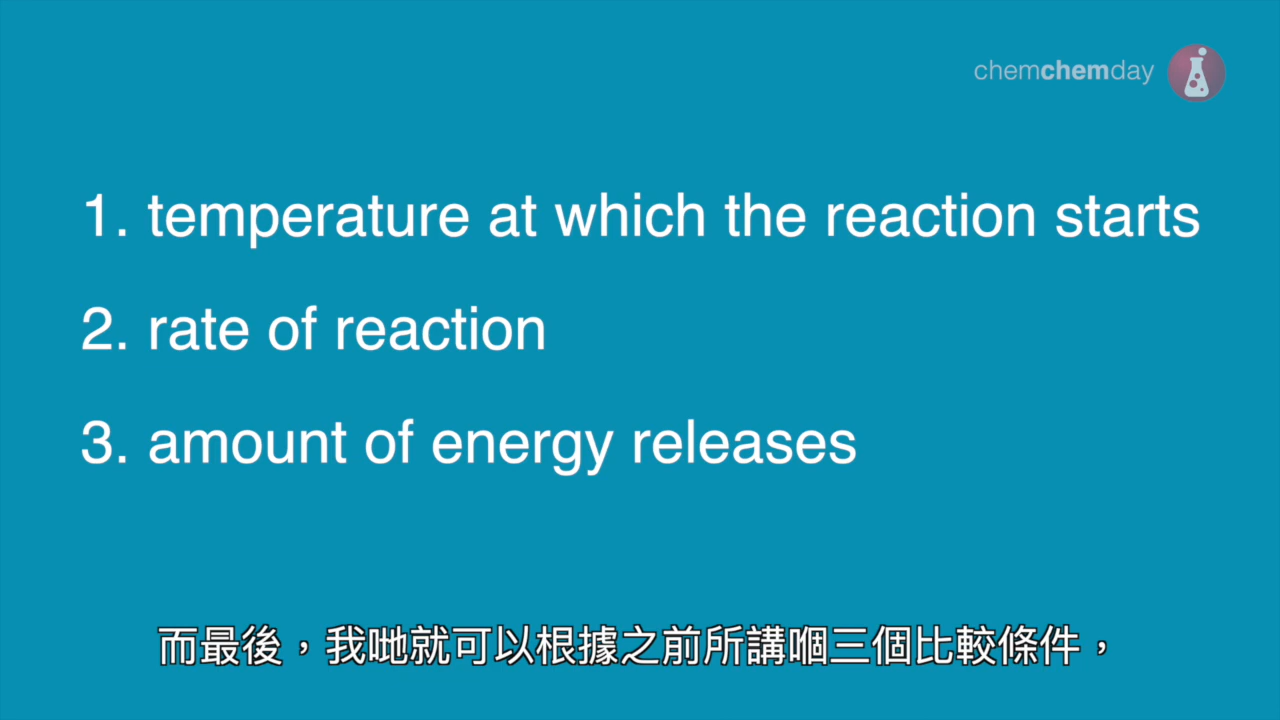 chemchemday
1. temperature at which the reaction starts
2. rate of reaction
3. amount of energy releases
而最後，我哋就可以根據之前所講嗰三個比較條件，